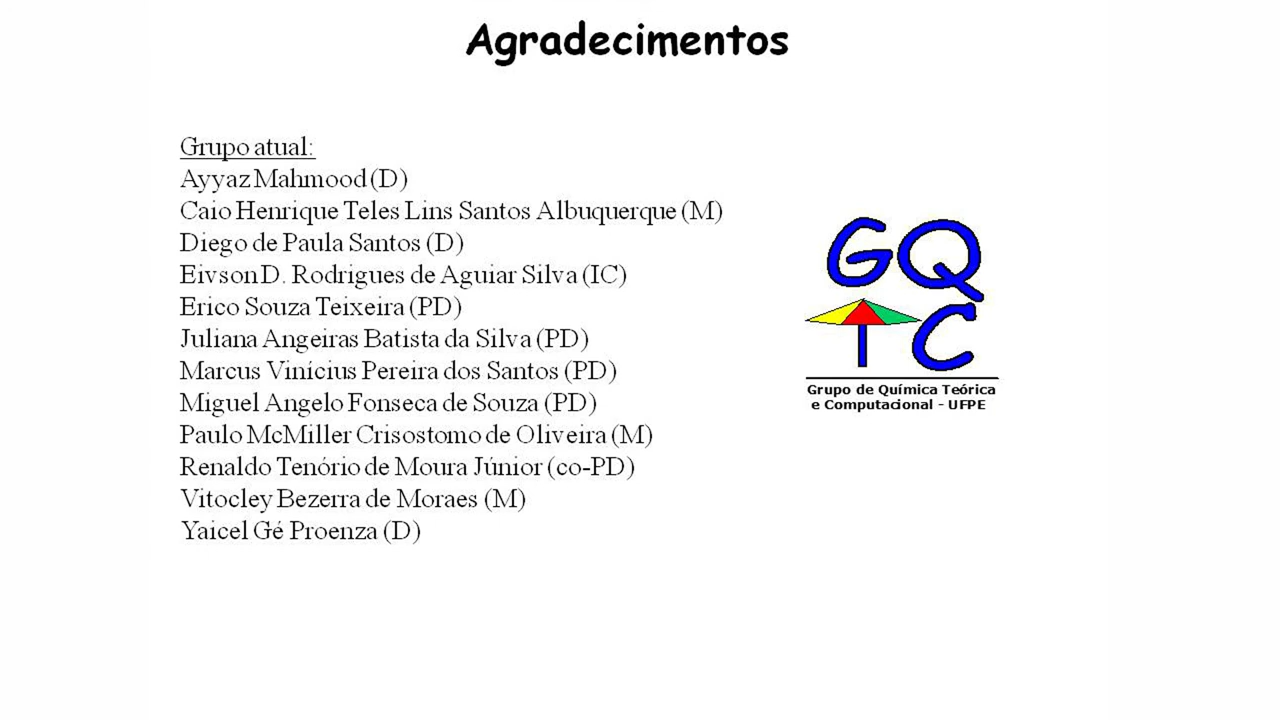 Agradecimentos
Grupo atual:
Ayyaz Mahmood (D)
Caio Henrique Teles Lins Santos Albuquerque (M)
Diego de Paula Santos (D)
Eivson D. Rodrigues de Aguiar Silva (IC)
Erico Souza Teixeira (PD)
Juliana Angeiras Batista da Silva (PD)
Marcus Vinícius Pereira dos Santos (PD)
Miguel Angelo Fonseca de Souza (PD)
Paulo McMiller Crisostomo de Oliveira (M)
Renaldo Tenório de Moura Júnior (co-PD)
Vitocley Bezerra de Moraes (M)
Yaicel Gé Proenza (D)
GQ
TC
Grupo de Química Teórica
e Computacional - UFPE